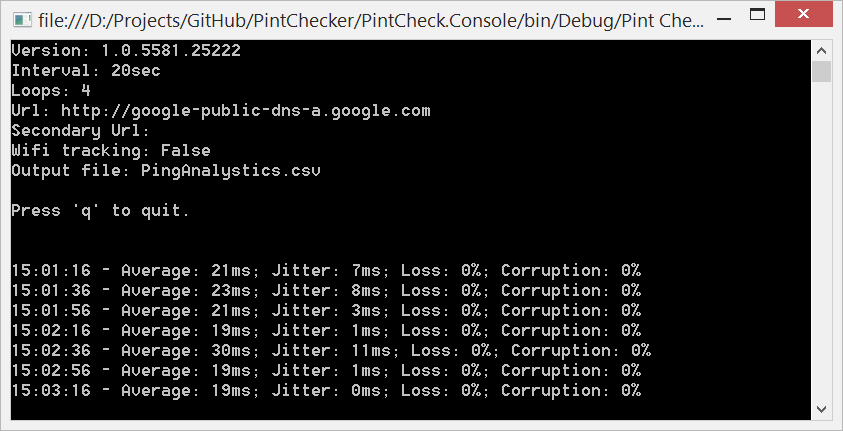 file:///D:/Projects/GitHub/PintChecker/PintCheck.Console/bin/Debug/Pint Che...
Version: 1.0.5581.25222
Interval: 20sec
Loops: 4
Url: http://google-public-dns-a.google.com
Secondary Url:
Wifi tracking: False
Output file: PingAnalystics.csv
Press 'q' to quit.
15:01:16 - Average: 21ms; Jitter: 7ms; Loss: 0%; Corruption: 0%
15:01:36 - Average: 23ms; Jitter: 8ms; Loss: 0%; Corruption: 0%
15:01:56 - Average: 21ms; Jitter: 3ms; Loss: 0%; Corruption: 0%
15:02:16 - Average: 19ms; Jitter: 1ms; Loss: 0%; Corruption: 0%
15:02:36 - Average: 30ms; Jitter: 11ms; Loss: 0%; Corruption: 0%
15:02:56 - Average: 19ms; Jitter: 1ms; Loss: 0%; Corruption: 0%
15:03:16 - Average: 19ms; Jitter: 0ms; Loss: 0%; Corruption: 0%